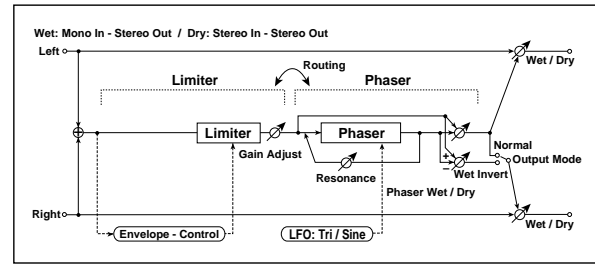 Wet: Mono In - Stereo Out / Dry: Stereo In - Stereo Out
Left
Wet / Dry
Routing
Limiter
Phaser
Limiter
Phaser
Gain Adjust
Resonance
+
−
Normal
Output Mode
Wet Invert
Phaser Wet / Dry
Right
Wet / Dry
Envelope - Control
LFO: Tri / Sine